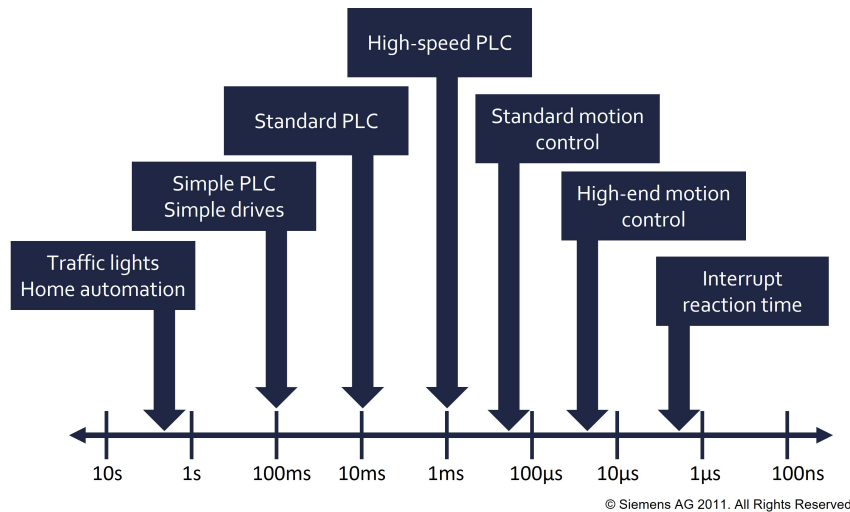 High-speed PLC
Standard PLC
Standard motion
control
Simple PLC
Simple drives
High-end motion
control
Traffic lights
Home automation
Interrupt
reaction time
10s
1s
100ms
10ms
1ms
100µs
10µs
1µs
100ns
© Siemens AG 2011. All Rights Reserved